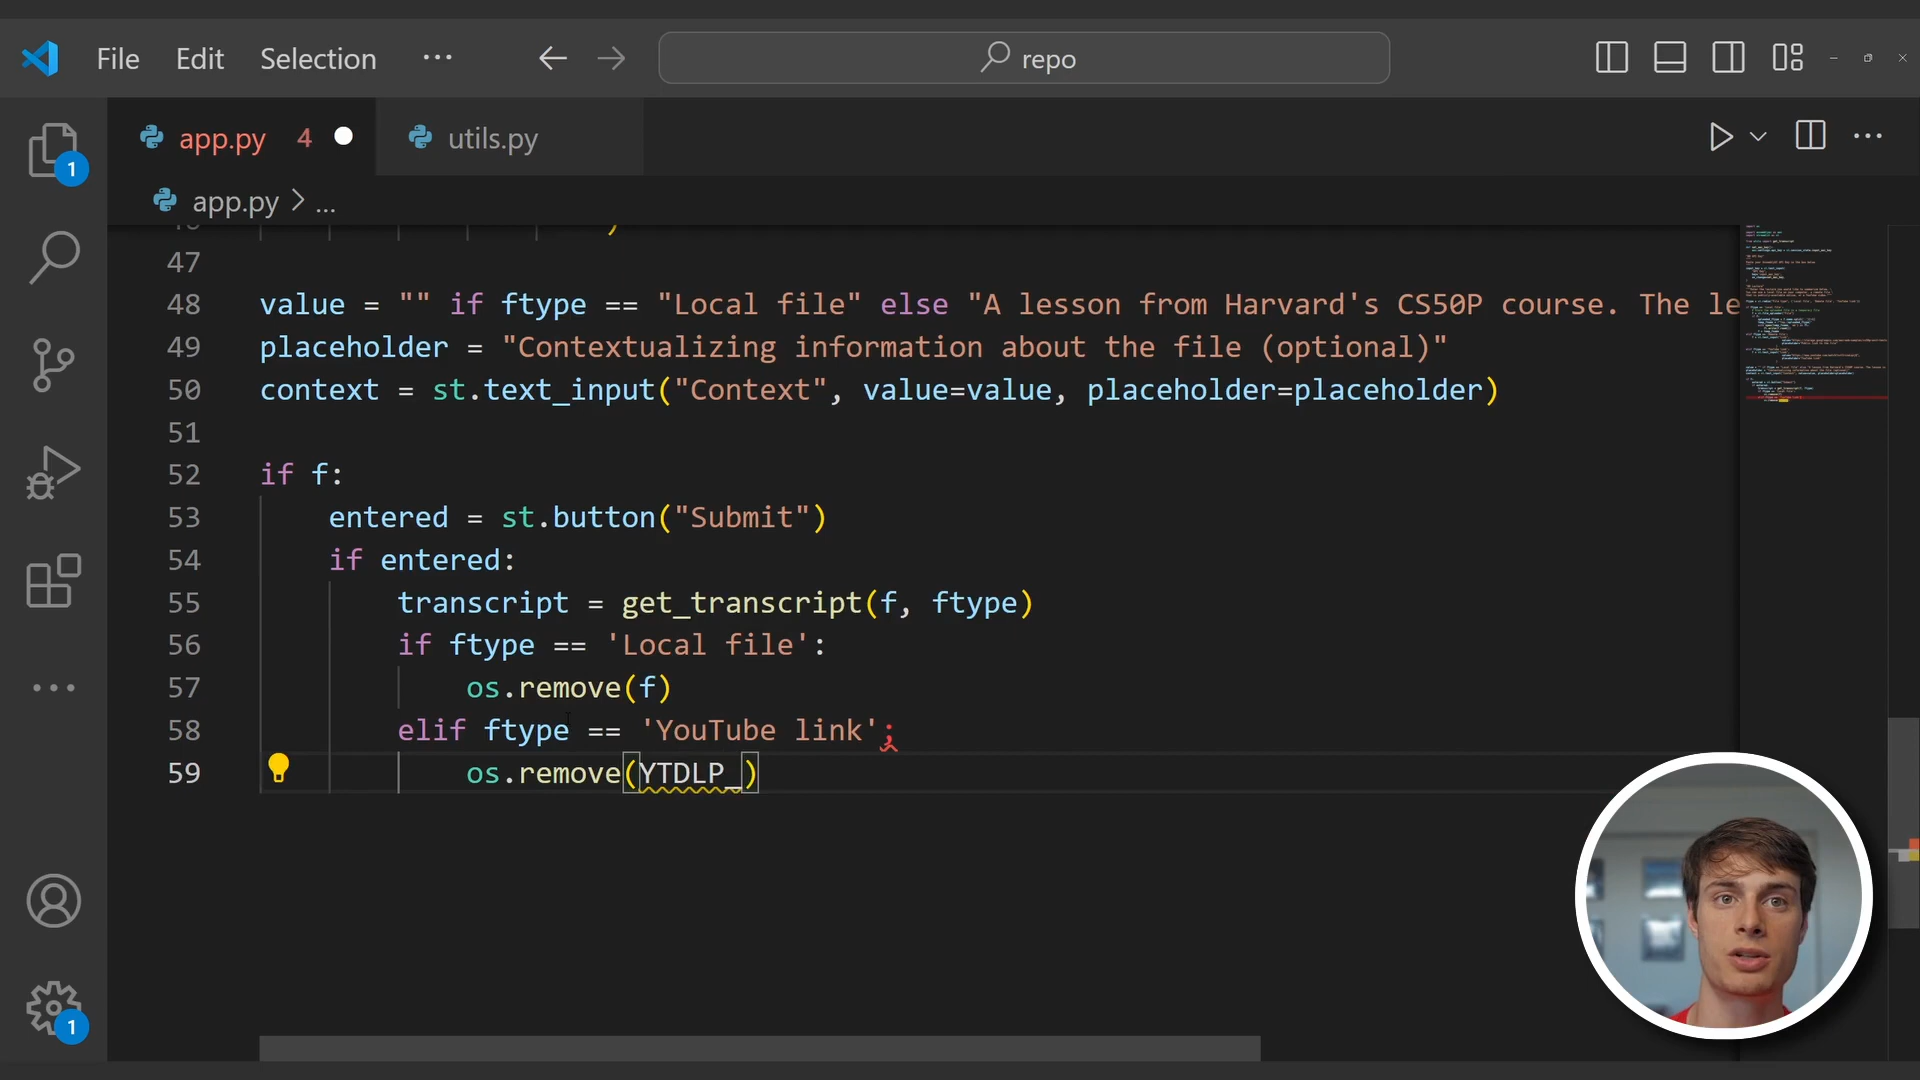 File Edit Selection ··· repo
app.py 4 utils.py
1
app.py > ...
47
48 value = "" if ftype == "Local file" else "A lesson from Harvard's CS50P course. The le
49 placeholder = "Contextualizing information about the file (optional)"
50 context = st.text_input("Context", value=value, placeholder=placeholder)
51
52 if f:
53 entered = st.button("Submit")
54 if entered:
55 transcript = get_transcript(f, ftype)
56 if ftype == 'Local file':
57 os.remove(f)
58 elif ftype == 'YouTube link';
59 os.remove(YTDLP_)
1